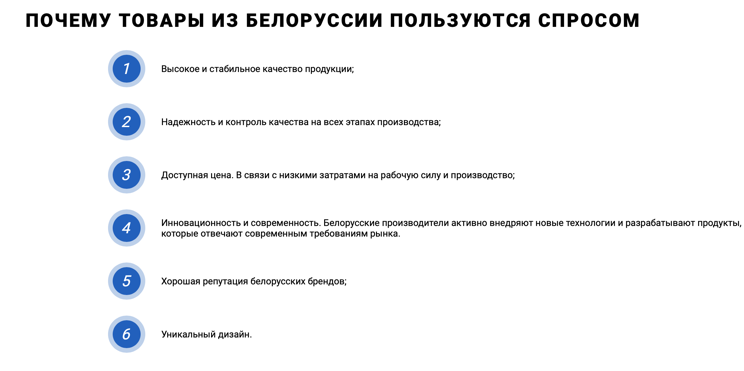 ПОЧЕМУ ТОВАРЫ ИЗ БЕЛОРУССИИ ПОЛЬЗУЮТСЯ СПРОСОМ
1 Высокое и стабильное качество продукции;
2 Надежность и контроль качества на всех этапах производства;
3 Доступная цена. В связи с низкими затратами на рабочую силу и производство;
4 Инновационность и современность. Белорусские производители активно внедряют новые технологии и разрабатывают продукты,
которые отвечают современным требованиям рынка.
5 Хорошая репутация белорусских брендов;
6 Уникальный дизайн.